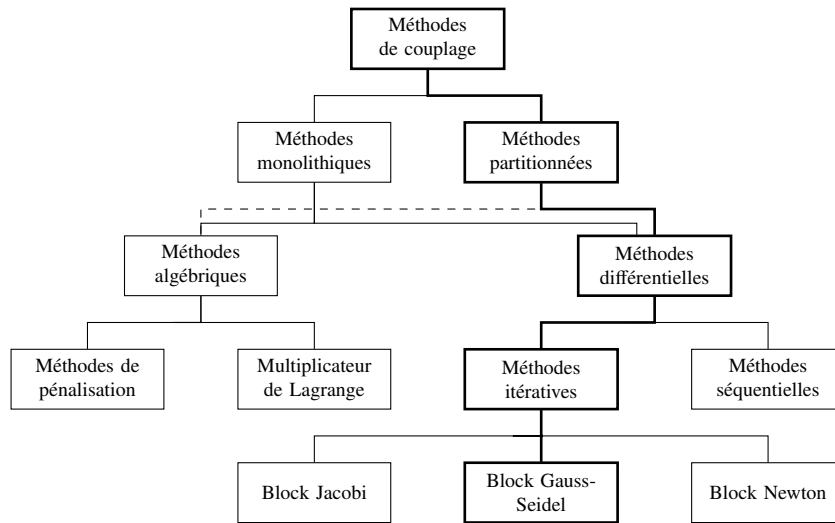 Méthodes
de couplage
Méthodes
monolithiques
Méthodes
partitionnées
Méthodes
algébriques
Méthodes
différentielles
Méthodes de
pénalisation
Multiplicateur
de Lagrange
Méthodes
itératives
Méthodes
séquentielles
Block Jacobi
Block Gauss-
Seidel
Block Newton